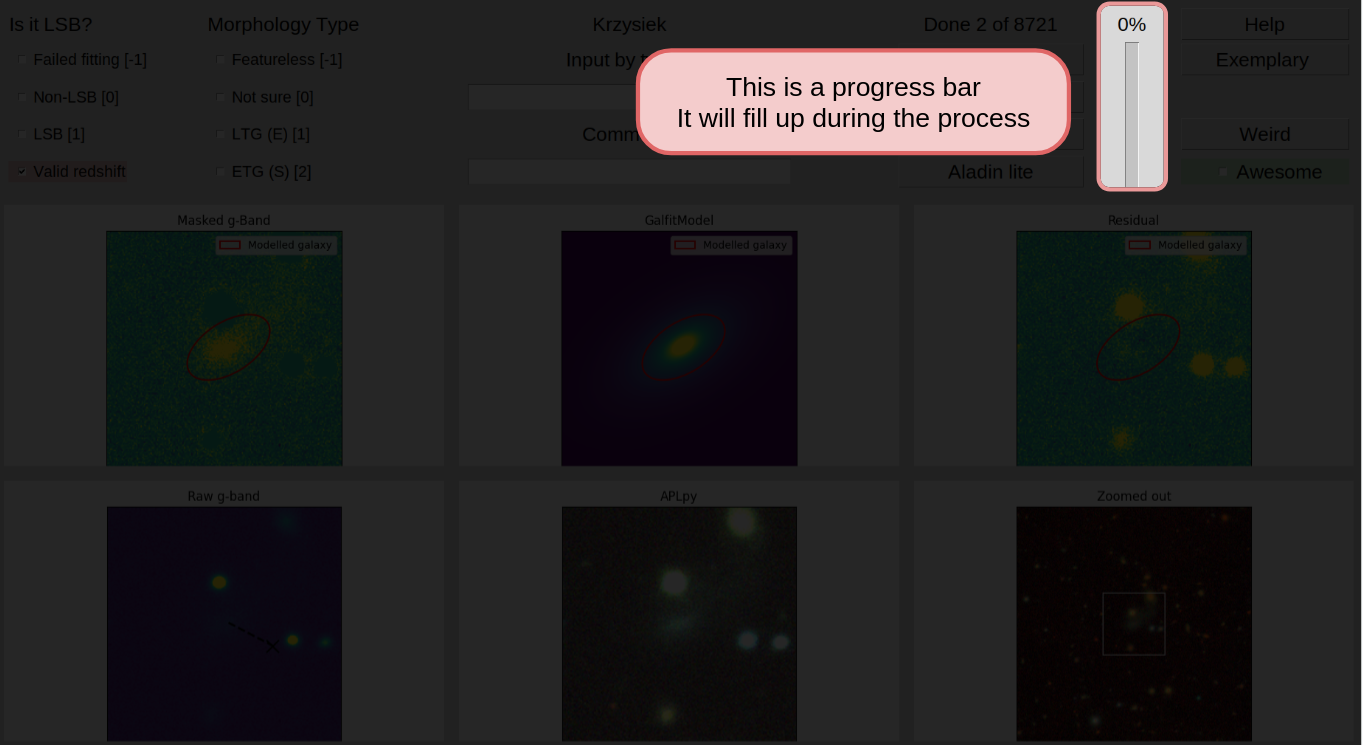 Is it LSB?
Morphology Type
Krzysiek
Done 2 of 8721
0%
Help
Failed fitting [-1]
Featureless [-1]
Input by
Exemplary
This is a progress bar
It will fill up during the process
Non-LSB [0]
Not sure [0]
LSB [1]
LTG (E) [1]
Weird
Valid redshift
ETG (S) [2]
Aladin lite
Awesome
Masked g-Band
GalfitModel
Residual
Modelled galaxy
Modelled galaxy
Modelled galaxy
Raw g-band
APLpy
Zoomed out